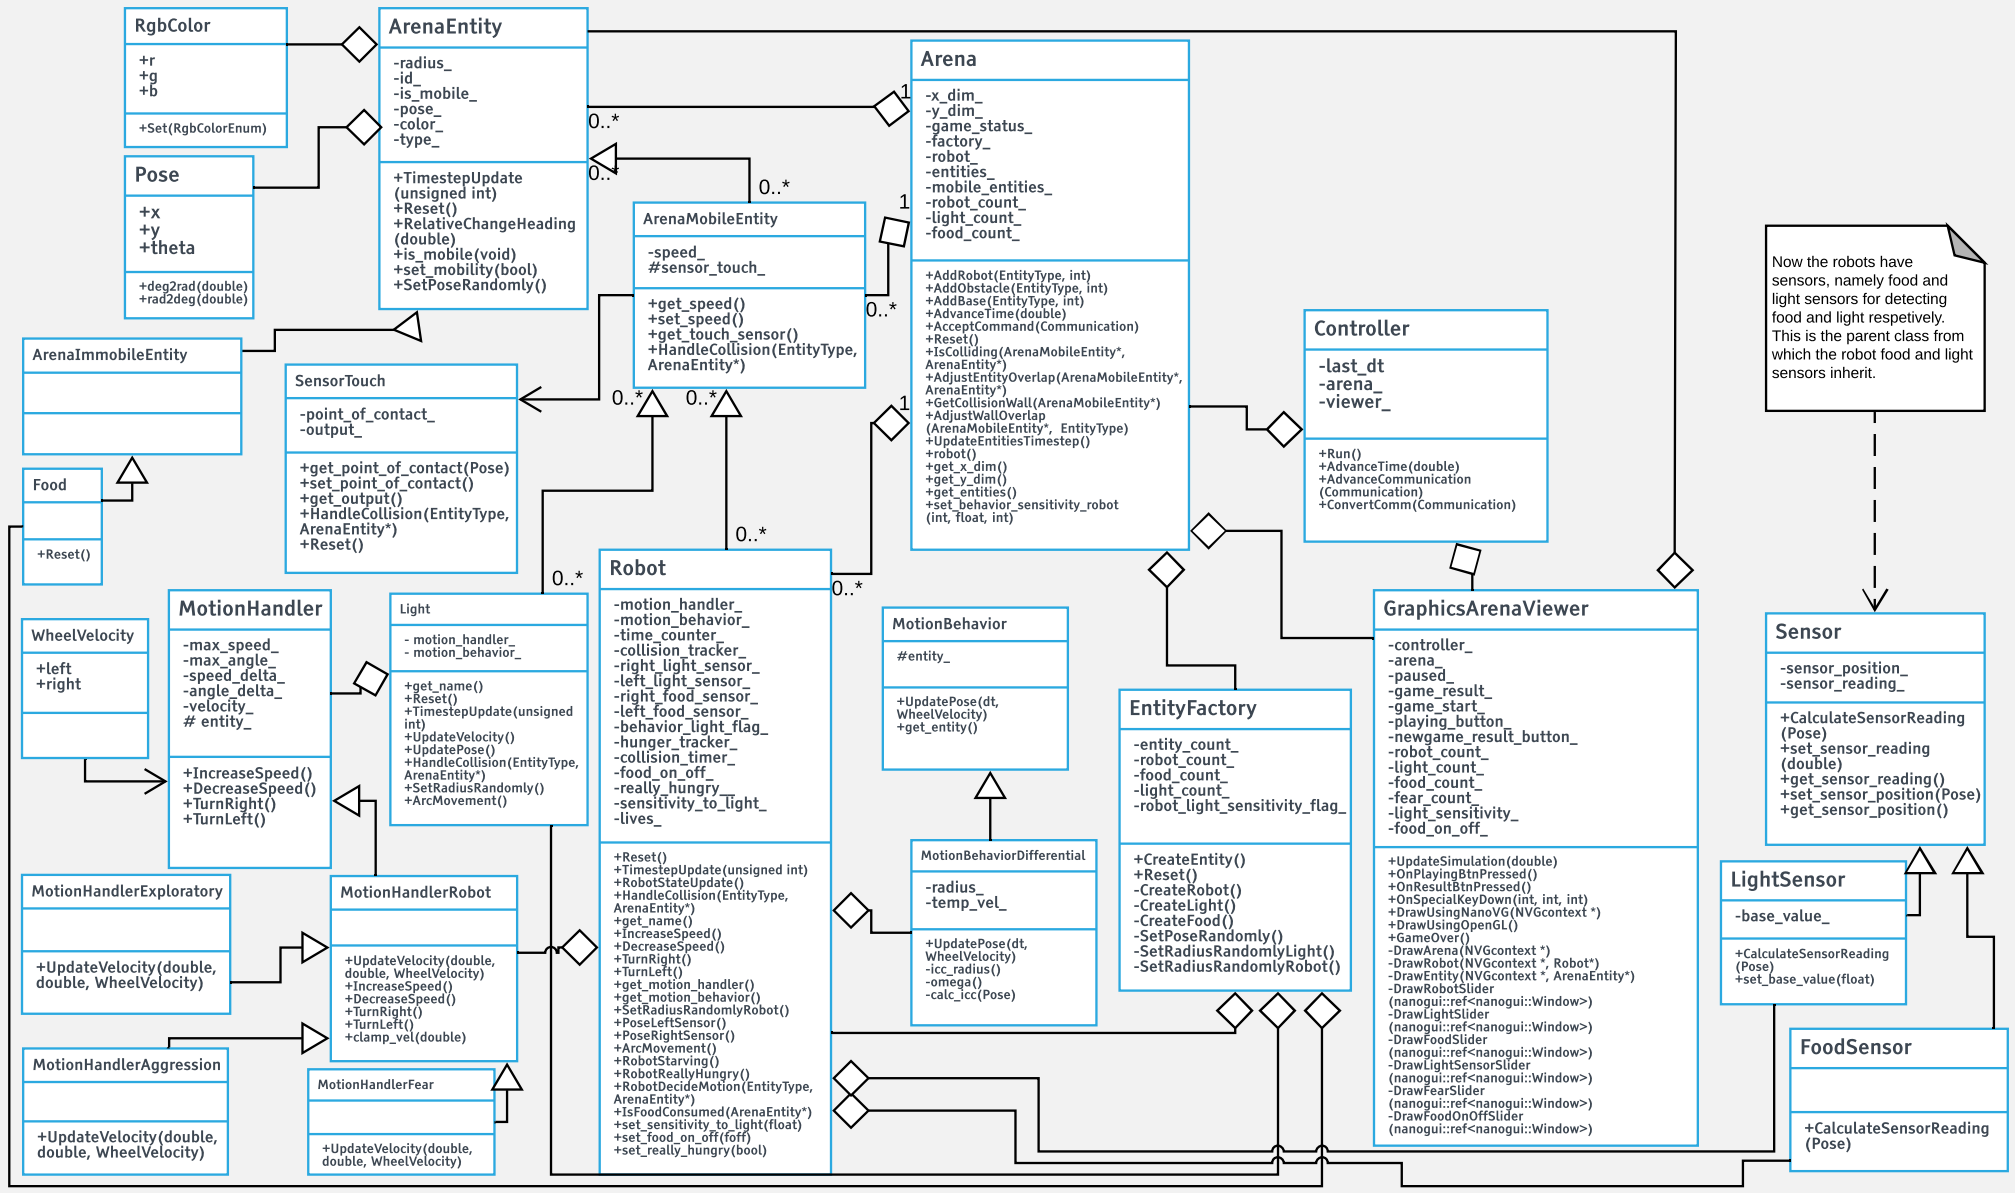 RgbColor
+r
+g
+b
+Set(RgbColorEnum)
Pose
+x
+y
+theta
+deg2rad(double)
+rad2deg(double)
ArenaEntity
-radius_
-id_
-is_mobile_
-pose_
-color_
-type_
+TimestepUpdate
(unsigned int)
+Reset()
+RelativeChangeHeading
(double)
+is_mobile(void)
+set_mobility(bool)
+SetPoseRandomly()
0..*
1
0..*
0..*
ArenaMobileEntity
-speed_
#sensor_touch_
+get_speed()
+set_speed()
+get_touch_sensor()
+HandleCollision(EntityType,
ArenaEntity*)
1
0..*
0..*
0..*
1
Arena
-x_dim_
-y_dim_
-game_status_
-factory_
-robot_
-entities_
-mobile_entities_
-robot_count_
-light_count_
-food_count_
+AddRobot(EntityType, int)
+AddObstacle(EntityType, int)
+AddBase(EntityType, int)
+AdvanceTime(double)
+AcceptCommand(Communication)
+Reset()
+IsColliding(ArenaMobileEntity*,
ArenaEntity*)
+AdjustEntityOverlap(ArenaMobileEntity*,
ArenaEntity*)
+GetCollisionWall(ArenaMobileEntity*)
+AdjustWallOverlap
(ArenaMobileEntity*,  EntityType)
+UpdateEntitiesTimestep()
+robot()
+get_x_dim()
+get_y_dim()
+get_entities()
+set_behavior_sensitivity_robot
(int, float, int)
Controller
-last_dt
-arena_
-viewer_
+Run()
+AdvanceTime(double)
+AdvanceCommunication
(Communication)
+ConvertComm(Communication)
Now the robots have
sensors, namely food and
light sensors for detecting
food and light respetively.
This is the parent class from
which the robot food and light
sensors inherit.
ArenaImmobileEntity
SensorTouch
-point_of_contact_
-output_
+get_point_of_contact(Pose)
+set_point_of_contact()
+get_output()
+HandleCollision(EntityType,
ArenaEntity*)
+Reset()
Food
+Reset()
0..*
0..*
0..*
WheelVelocity
+left
+right
MotionHandler
-max_speed_
-max_angle_
-speed_delta_
-angle_delta_
-velocity_
# entity_
+IncreaseSpeed()
+DecreaseSpeed()
+TurnRight()
+TurnLeft()
Light
- motion_handler_
- motion_behavior_
+get_name()
+Reset()
+TimestepUpdate(unsigned
int)
+UpdateVelocity()
+UpdatePose()
+HandleCollision(EntityType,
ArenaEntity*)
+SetRadiusRandomly()
+ArcMovement()
Robot
-motion_handler_
-motion_behavior_
-time_counter_
-collision_tracker_
-right_light_sensor_
-left_light_sensor_
-right_food_sensor_
-left_food_sensor_
-behavior_light_flag_
-hunger_tracker_
-collision_timer_
-food_on_off_
-really_hungry__
-sensitivity_to_light_
-lives_
+Reset()
+TimestepUpdate(unsigned int)
+RobotStateUpdate()
+HandleCollision(EntityType,
ArenaEntity*)
+get_name()
+IncreaseSpeed()
+DecreaseSpeed()
+TurnRight()
+TurnLeft()
+get_motion_handler()
+get_motion_behavior()
+SetRadiusRandomlyRobot()
+PoseLeftSensor()
+PoseRightSensor()
+ArcMovement()
+RobotStarving()
+RobotReallyHungry()
+RobotDecideMotion(EntityType,
ArenaEntity*)
+IsFoodConsumed(ArenaEntity*)
+set_sensitivity_to_light(float)
+set_food_on_off(foff)
+set_really_hungry(bool)
MotionBehavior
#entity_
+UpdatePose(dt,
WheelVelocity)
+get_entity()
MotionBehaviorDifferential
-radius_
-temp_vel_
+UpdatePose(dt,
WheelVelocity)
-icc_radius()
-omega()
-calc_icc(Pose)
EntityFactory
-entity_count_
-robot_count_
-food_count_
-light_count_
-robot_light_sensitivity_flag_
+CreateEntity()
+Reset()
-CreateRobot()
-CreateLight()
-CreateFood()
-SetPoseRandomly()
-SetRadiusRandomlyLight()
-SetRadiusRandomlyRobot()
GraphicsArenaViewer
-controller_
-arena_
-paused_
-game_result_
-game_start_
-playing_button_
-newgame_result_button_
-robot_count_
-light_count_
-food_count_
-fear_count_
-light_sensitivity_
-food_on_off_
+UpdateSimulation(double)
+OnPlayingBtnPressed()
+OnResultBtnPressed()
+OnSpecialKeyDown(int, int, int)
+DrawUsingNanoVG(NVGcontext *)
+DrawUsingOpenGL()
+GameOver()
-DrawArena(NVGcontext *)
-DrawRobot(NVGcontext *, Robot*)
-DrawEntity(NVGcontext *, ArenaEntity*)
-DrawRobotSlider
(nanogui::ref<nanogui::Window>)
-DrawLightSlider
(nanogui::ref<nanogui::Window>)
-DrawFoodSlider
(nanogui::ref<nanogui::Window>)
-DrawLightSensorSlider
(nanogui::ref<nanogui::Window>)
-DrawFearSlider
(nanogui::ref<nanogui::Window>)
-DrawFoodOnOffSlider
(nanogui::ref<nanogui::Window>)
Sensor
-sensor_position_
-sensor_reading_
+CalculateSensorReading
(Pose)
+set_sensor_reading
(double)
+get_sensor_reading()
+set_sensor_position(Pose)
+get_sensor_position()
LightSensor
-base_value_
+CalculateSensorReading
(Pose)
+set_base_value(float)
FoodSensor
+CalculateSensorReading
(Pose)
MotionHandlerExploratory
+UpdateVelocity(double,
double, WheelVelocity)
MotionHandlerRobot
+UpdateVelocity(double,
double, WheelVelocity)
+IncreaseSpeed()
+DecreaseSpeed()
+TurnRight()
+TurnLeft()
+clamp_vel(double)
MotionHandlerAggression
+UpdateVelocity(double,
double, WheelVelocity)
MotionHandlerFear
+UpdateVelocity(double,
double, WheelVelocity)